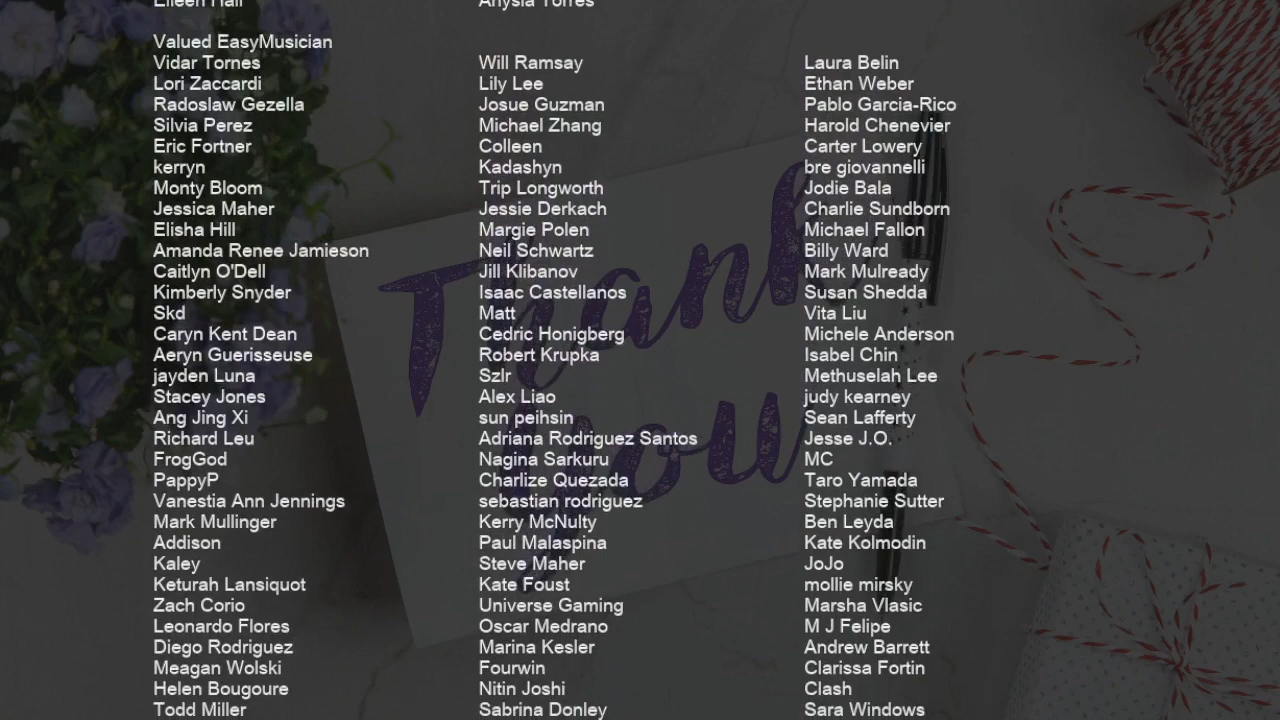 Eileen Hall
Anysia Torres
Valued EasyMusician
Vidar Tornes
Lori Zaccardi
Radoslaw Gezella
Silvia Perez
Eric Fortner
kerryn
Monty Bloom
Jessica Maher
Elisha Hill
Amanda Renee Jamieson
Caitlyn O'Dell
Kimberly Snyder
Skd
Caryn Kent Dean
Aeryn Guerisseuse
jayden Luna
Stacey Jones
Ang Jing Xi
Richard Leu
FrogGod
PappyP
Vanestia Ann Jennings
Mark Mullinger
Addison
Kaley
Keturah Lansiquot
Zach Corio
Leonardo Flores
Diego Rodriguez
Meagan Wolski
Helen Bougoure
Todd Miller
Will Ramsay
Lily Lee
Josue Guzman
Michael Zhang
Colleen
Kadashyn
Trip Longworth
Jessie Derkach
Margie Polen
Neil Schwartz
Jill Klibanov
Isaac Castellanos
Matt
Cedric Honigberg
Robert Krupka
Szlr
Alex Liao
sun peihsin
Adriana Rodriguez Santos
Nagina Sarkuru
Charlize Quezada
sebastian rodriguez
Kerry McNulty
Paul Malaspina
Steve Maher
Kate Foust
Universe Gaming
Oscar Medrano
Marina Kesler
Fourwin
Nitin Joshi
Sabrina Donley
Laura Belin
Ethan Weber
Pablo Garcia-Rico
Harold Chenevier
Carter Lowery
bre giovannelli
Jodie Bala
Charlie Sundborn
Michael Fallon
Billy Ward
Mark Mulready
Susan Shedda
Vita Liu
Michele Anderson
Isabel Chin
Methuselah Lee
judy kearney
Sean Lafferty
Jesse J.O.
MC
Taro Yamada
Stephanie Sutter
Ben Leyda
Kate Kolmodin
JoJo
mollie mirsky
Marsha Vlasic
M J Felipe
Andrew Barrett
Clarissa Fortin
Clash
Sara Windows
Thank
you